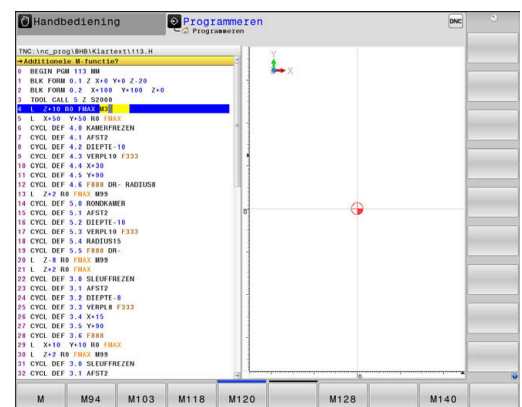 Handbediening
Programmeren
Programmeren
DNC
TNC:\nc_prog\BHB\Klartext\113.H
→Additionele M-functie?
0 BEGIN PGM 113 MM
1 BLK FORM 0.1 Z X+0 Y+0 Z-20
2 BLK FORM 0.2 X+100 Y+100 Z+0
3 TOOL CALL 5 Z S2000
4 L Z+10 R0 FMAX M3
5 L X+50 Y+50 R0 FMAX
6 CYCL DEF 4.0 KAMERFREZEN
7 CYCL DEF 4.1 AFST2
8 CYCL DEF 4.2 DIEPTE-10
9 CYCL DEF 4.3 VERPL10 F333
10 CYCL DEF 4.4 X+30
11 CYCL DEF 4.5 Y+90
12 CYCL DEF 4.6 F888 DR- RADIUS8
13 L Z+2 R0 FMAX M99
14 CYCL DEF 5.0 RONDKAMER
15 CYCL DEF 5.1 AFST2
16 CYCL DEF 5.2 DIEPTE-10
17 CYCL DEF 5.3 VERPL10 F333
18 CYCL DEF 5.4 RADIUS15
19 CYCL DEF 5.5 F888 DR-
20 L Z-8 R0 FMAX M99
21 L Z+2 R0 FMAX
22 CYCL DEF 3.0 SLEUFFREZEN
23 CYCL DEF 3.1 AFST2
24 CYCL DEF 3.2 DIEPTE-8
25 CYCL DEF 3.3 VERPL8 F333
26 CYCL DEF 3.4 X+15
27 CYCL DEF 3.5 Y+90
28 CYCL DEF 3.6 F888
29 L X+10 Y+10 R0 FMAX
30 L Z+2 R0 FMAX M99
31 CYCL DEF 3.0 SLEUFFREZEN
32 CYCL DEF 3.1 AFST2
Y
X
0
0
M
M94
M103
M118
M120
M128
M140